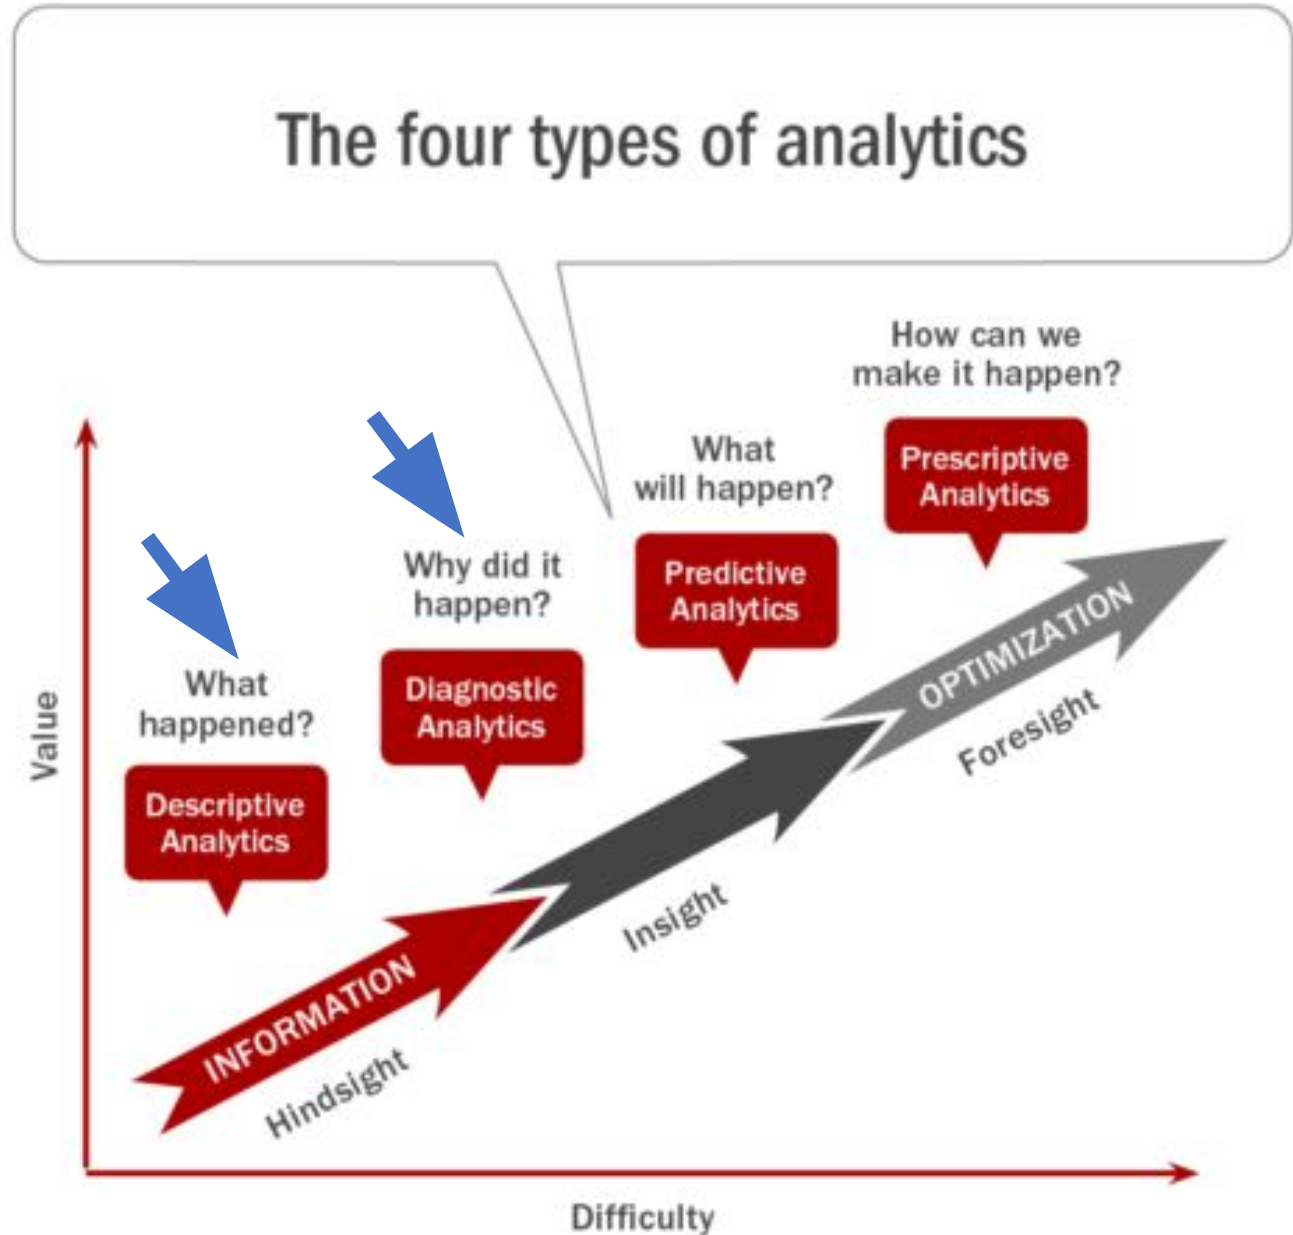 The four types of analytics
How can we
make it happen?
Prescriptive
Analytics
What
will happen?
Predictive
Analytics
Why did it
happen?
Diagnostic
Analytics
What
happened?
Descriptive
Analytics
Value
INFORMATION
Hindsight
Insight
OPTIMIZATION
Foresight
Difficulty